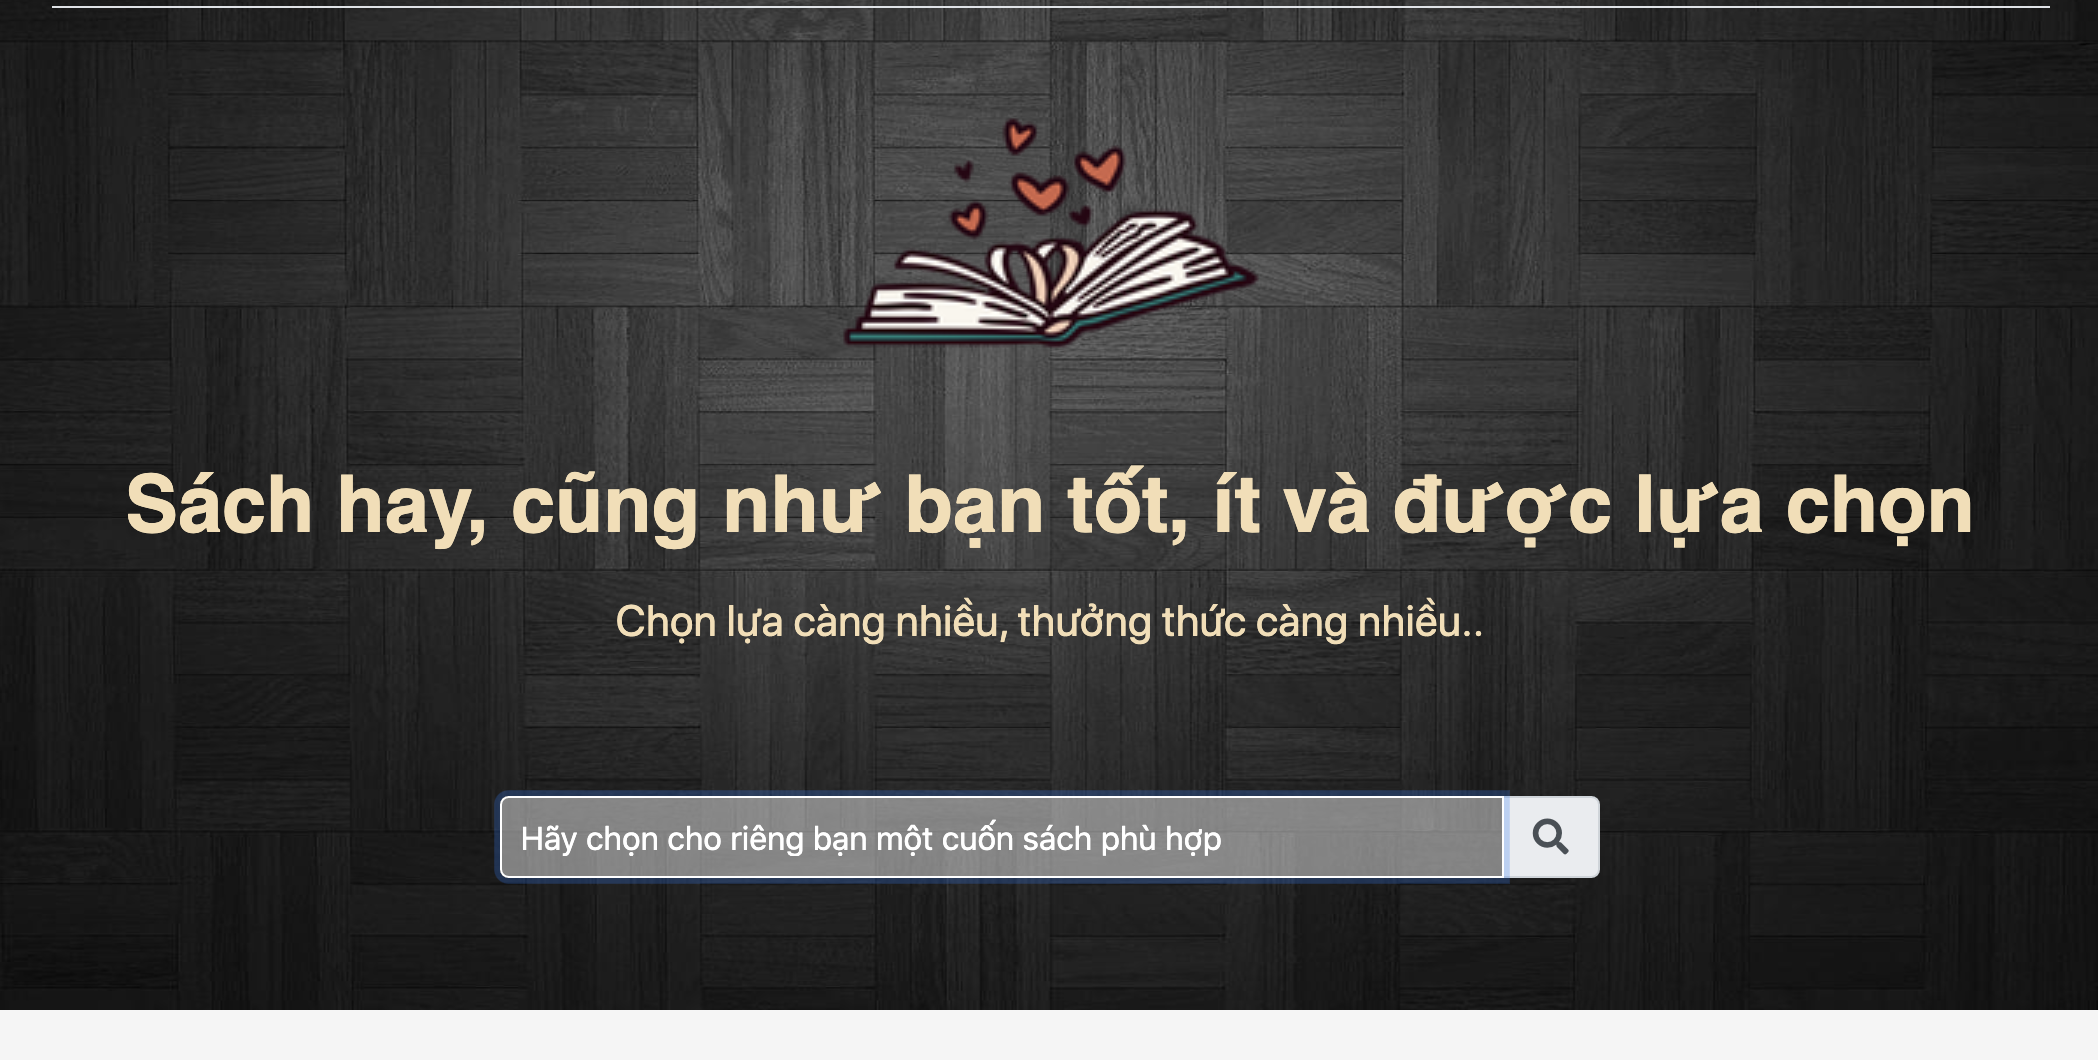 Sách hay, cũng như bạn tốt, ít và được lựa chọn
Chọn lựa càng nhiều, thưởng thức càng nhiều..
Hãy chọn cho riêng bạn một cuốn sách phù hợp